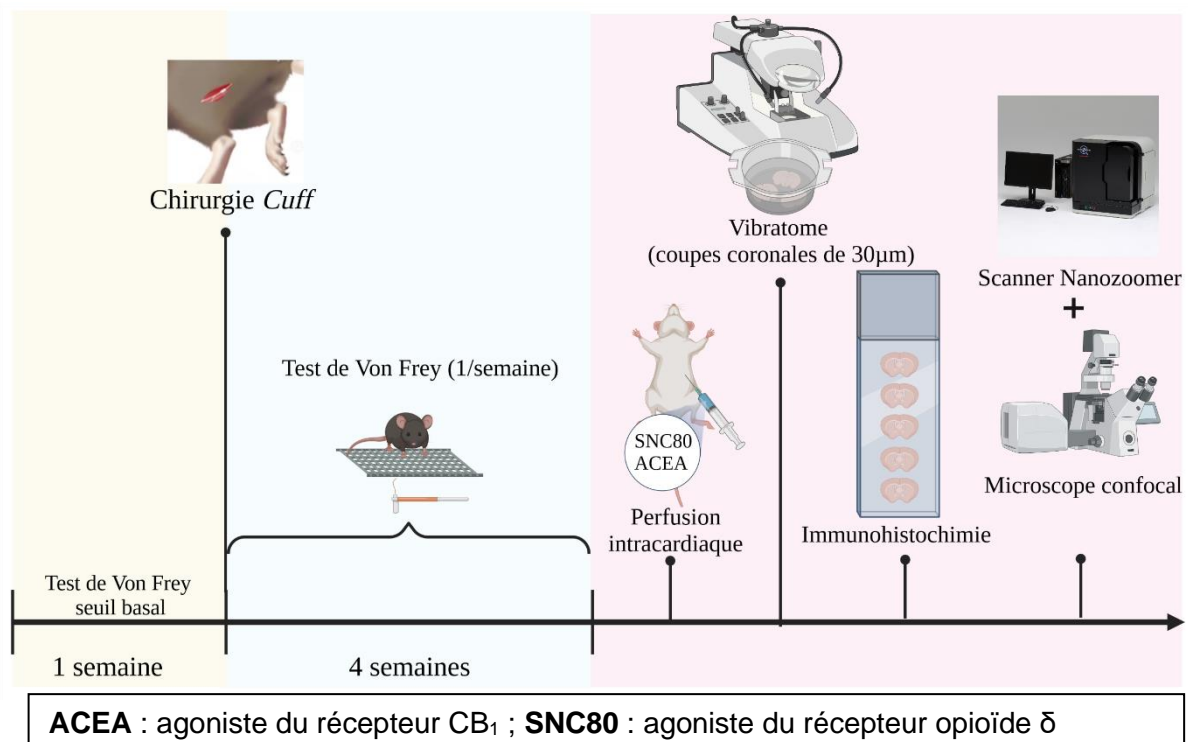 Chirurgie Cuff
Test de Von Frey (1/semaine)
Test de Von Frey
seuil basal
1 semaine
4 semaines
SNC80
ACEA
Perfusion
intracardiaque
Vibratome
(coupes coronales de 30µm)
Immunohistochimie
Scanner Nanozoomer
+
Microscope confocal
ACEA : agoniste du récepteur CB₁ ; SNC80 : agoniste du récepteur opioïde δ